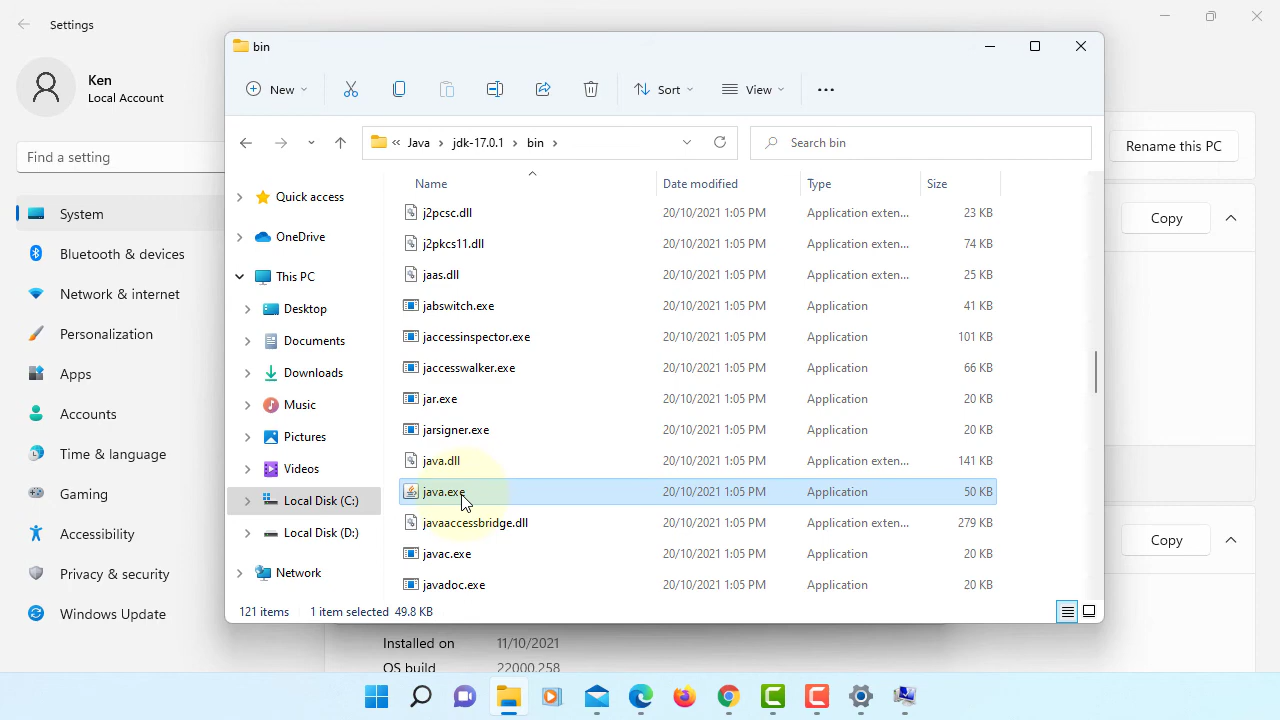 Settings
Ken
Local Account
Find a setting
System
Bluetooth & devices
Network & internet
Personalization
Apps
Accounts
Time & language
Gaming
Accessibility
Privacy & security
Windows Update
bin
New
Sort
View
Java
jdk-17.0.1
bin
Search bin
Quick access
OneDrive
This PC
Desktop
Documents
Downloads
Music
Pictures
Videos
Local Disk (C:)
Local Disk (D:)
Network
Name Date modified Type Size
j2pcsc.dll 20/10/2021 1:05 PM Application exten... 23 KB
j2pkcs11.dll 20/10/2021 1:05 PM Application exten... 74 KB
jaas.dll 20/10/2021 1:05 PM Application exten... 25 KB
jabswitch.exe 20/10/2021 1:05 PM Application 41 KB
jaccessinspector.exe 20/10/2021 1:05 PM Application 101 KB
jaccesswalker.exe 20/10/2021 1:05 PM Application 66 KB
jar.exe 20/10/2021 1:05 PM Application 20 KB
jarsigner.exe 20/10/2021 1:05 PM Application 20 KB
java.dll 20/10/2021 1:05 PM Application exten... 141 KB
java.exe 20/10/2021 1:05 PM Application 50 KB
javaaccessbridge.dll 20/10/2021 1:05 PM Application exten... 279 KB
javac.exe 20/10/2021 1:05 PM Application 20 KB
javadoc.exe 20/10/2021 1:05 PM Application 20 KB
121 items 1 item selected 49.8 KB
Rename this PC
Copy
Copy
Installed on 11/10/2021
OS build 22000.258